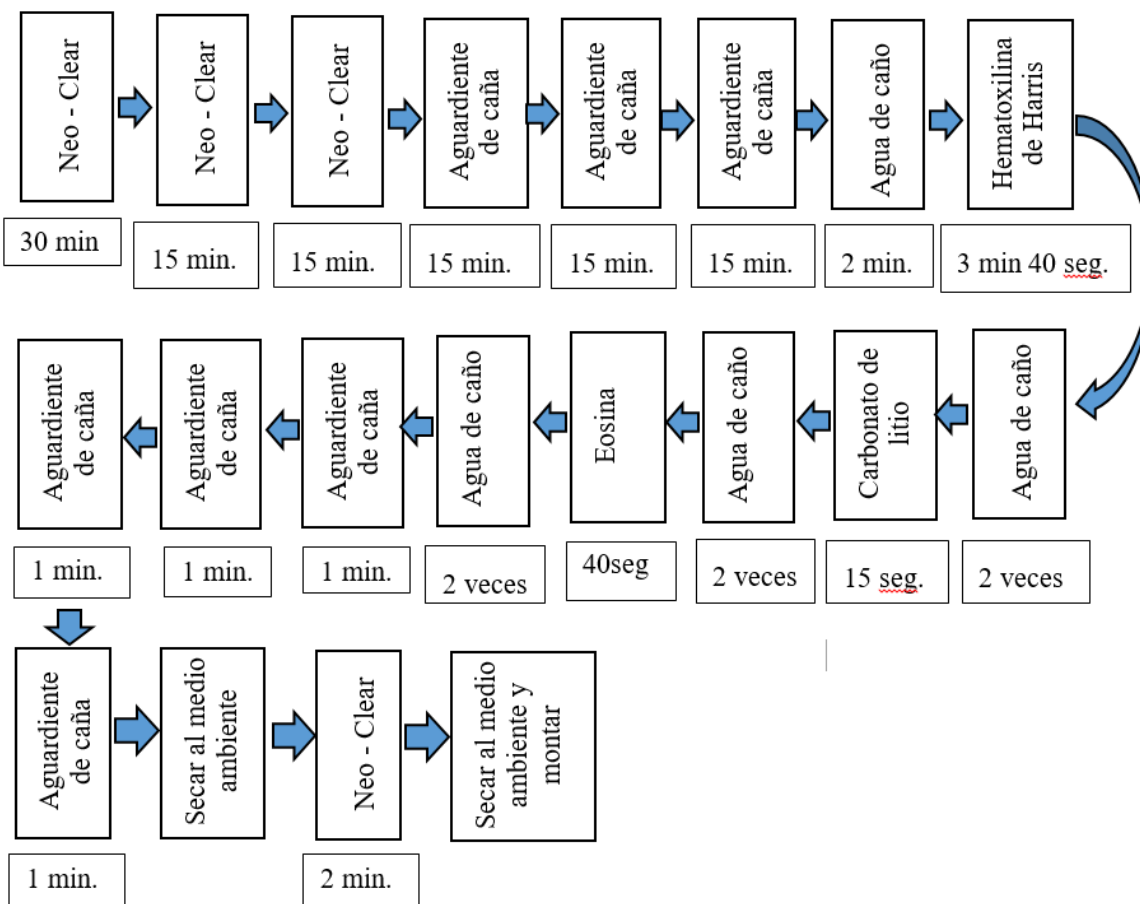 Neo - Clear
30 min
Neo - Clear
15 min.
Neo - Clear
15 min.
Aguardiente
de caña
15 min.
Aguardiente
de caña
15 min.
Aguardiente
de caña
15 min.
Agua de caño
2 min.
Hematoxilina
de Harris
3 min 40 seg.
Agua de caño
2 veces
Carbonato de
litio
15 seg.
Agua de caño
2 veces
Eosina
40seg
Agua de caño
2 veces
Aguardiente
de caña
1 min.
Aguardiente
de caña
1 min.
Aguardiente
de caña
1 min.
Aguardiente
de caña
1 min.
Secar al medio
ambiente
Neo - Clear
2 min.
Secar al medio
ambiente y
montar